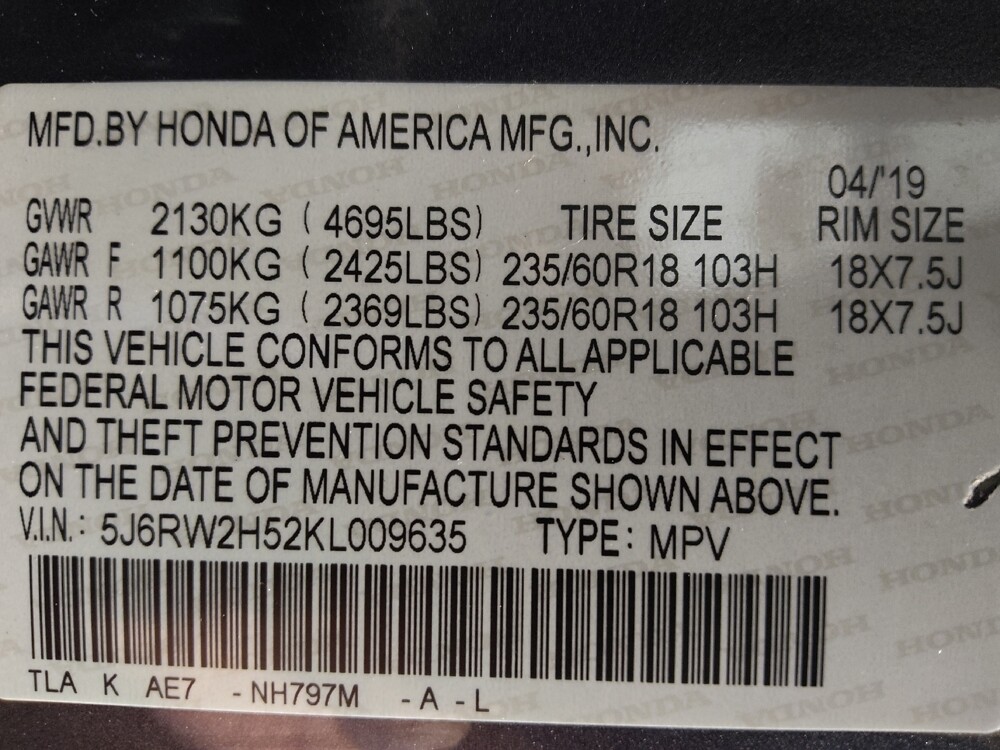 MFD.BY HONDA OF AMERICA MFG.,INC.
04/'19
GVWR 2130KG ( 4695LBS) TIRE SIZE RIM SIZE
GAWR F 1100KG ( 2425LBS) 235/60R18 103H 18X7.5J
GAWR R 1075KG ( 2369LBS) 235/60R18 103H 18X7.5J
THIS VEHICLE CONFORMS TO ALL APPLICABLE
FEDERAL MOTOR VEHICLE SAFETY
AND THEFT PREVENTION STANDARDS IN EFFECT
ON THE DATE OF MANUFACTURE SHOWN ABOVE.
V.I.N.: 5J6RW2H52KL009635 TYPE: MPV
TLA K AE7 -NH797M -A -L